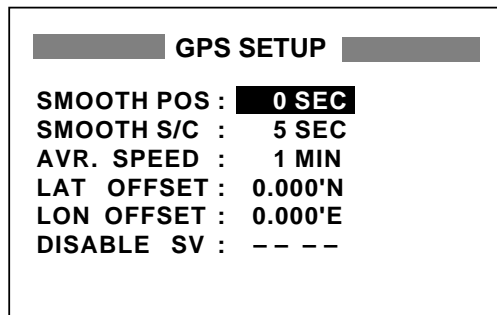 GPS SETUP
SMOOTH POS : 0 SEC
SMOOTH S/C : 5 SEC
AVR. SPEED : 1 MIN
LAT OFFSET : 0.000'N
LON OFFSET : 0.000'E
DISABLE SV : – – – –